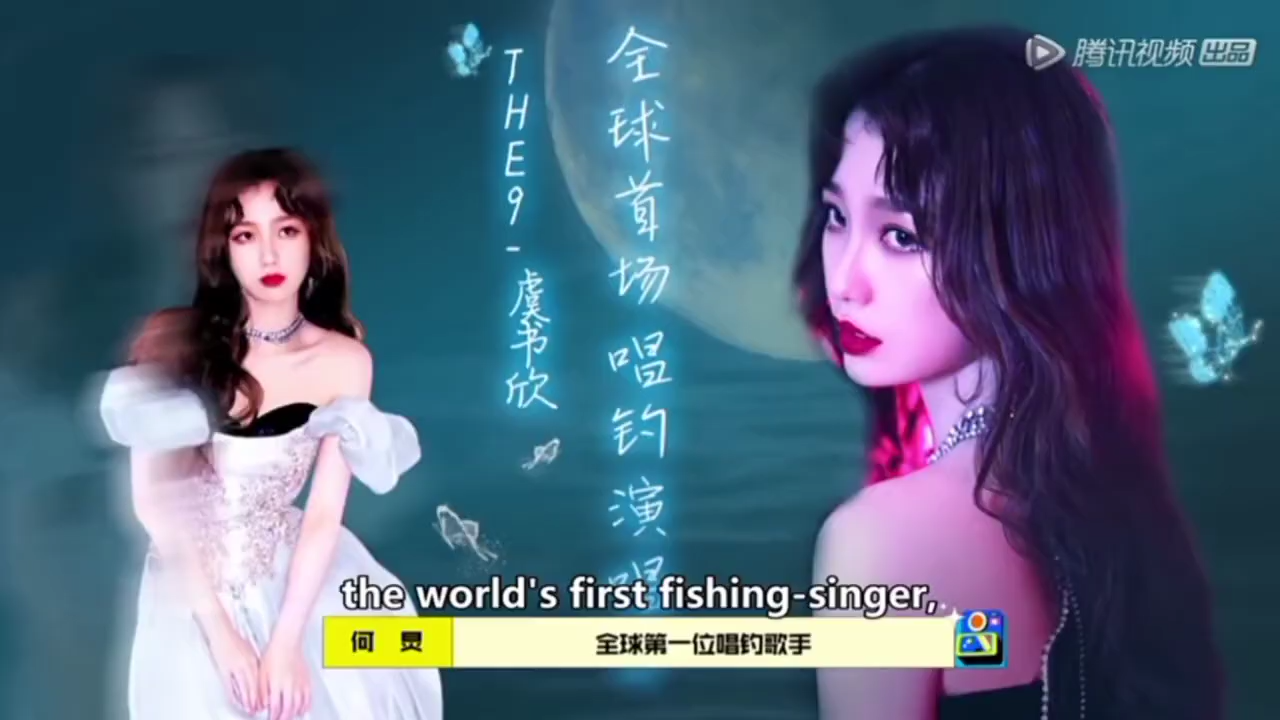 腾讯视频 出品
THE9-虞书欣
全球首场唱钓演唱
the world's first fishing-singer,
何炅
全球第一位唱钓歌手